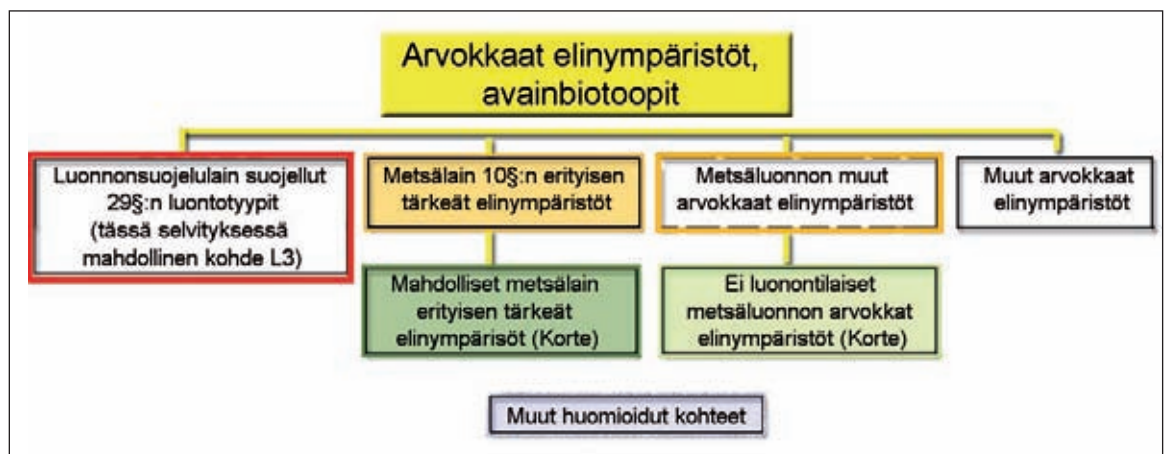 Arvokkaat elinympäristöt,
avainbiotoopit
Luonnonsuojelulain suojellut
29§:n luontotyypit
(tässä selvityksessä
mahdollinen kohde L3)
Metsälain 10§:n erityisen
tärkeät elinympäristöt
Metsäluonnon muut
arvokkaat elinympäristöt
Muut arvokkaat
elinympäristöt
Mahdolliset metsälain
erityisen tärkeät
elinympärisöt (Korte)
Ei luonontilaiset
metsäluonnon arvokkat
elinympäristöt (Korte)
Muut huomioidut kohteet